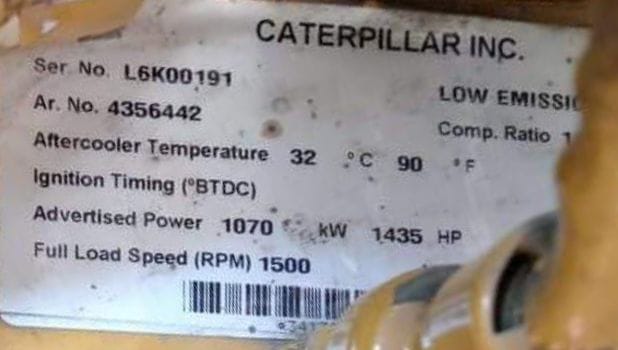 CATERPILLAR INC.
Ser. No. L6K00191
LOW EMISSI
Ar. No. 4356442
Comp. Ratio 1
Aftercooler Temperature 32 °C 90 °F
Ignition Timing (°BTDC)
Advertised Power 1070 kW 1435 HP
Full Load Speed (RPM) 1500